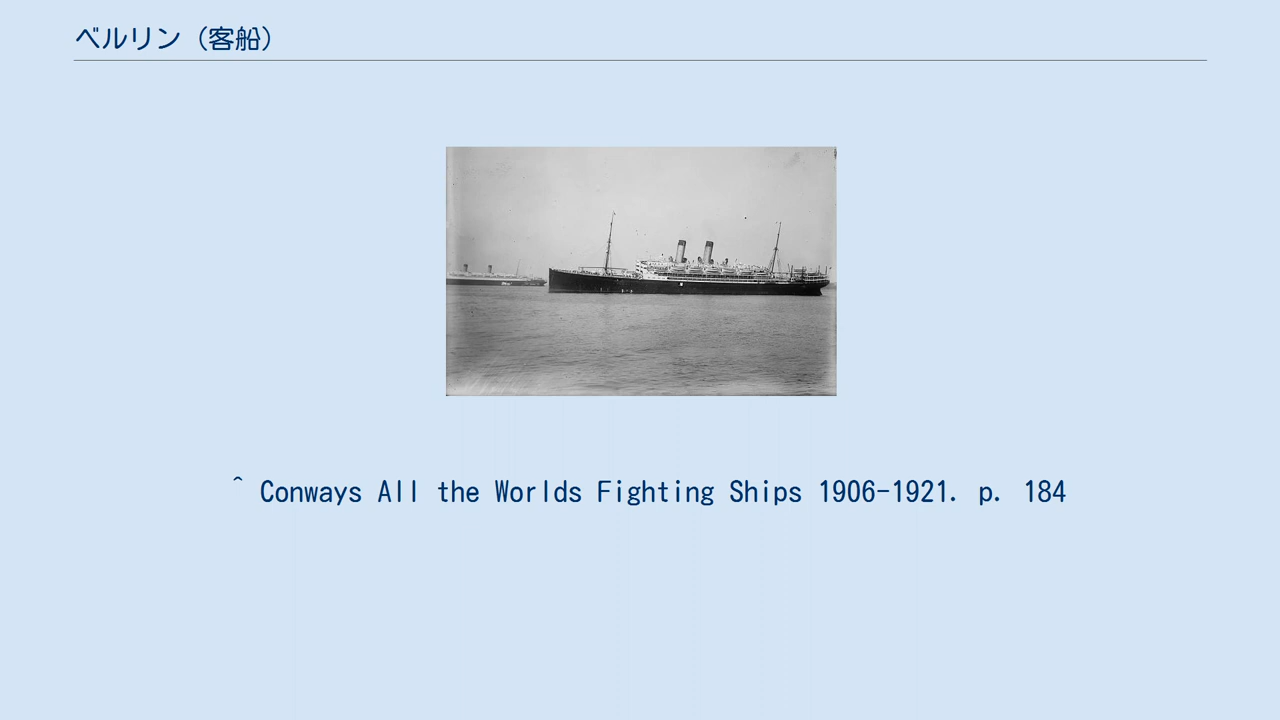 ベルリン（客船）
^ Conways All the Worlds Fighting Ships 1906-1921. p. 184